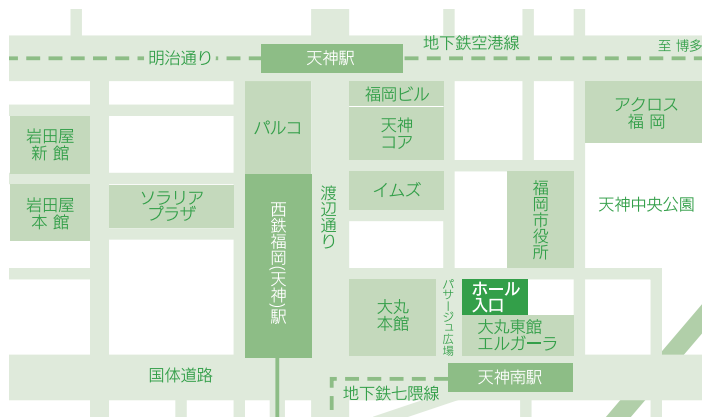 地下鉄空港線
至 博多
明治通り
天神駅
福岡ビル
アクロス
福 岡
パルコ
天神
コア
岩田屋
新 館
イムズ
福岡市役所
ソラリア
プラザ
渡辺通り
岩田屋
本 館
天神中央公園
西鉄福岡(天神)駅
パサージュ広場
ホール
入口
大丸
本館
大丸東館
エルガーラ
国体道路
天神南駅
地下鉄七隈線